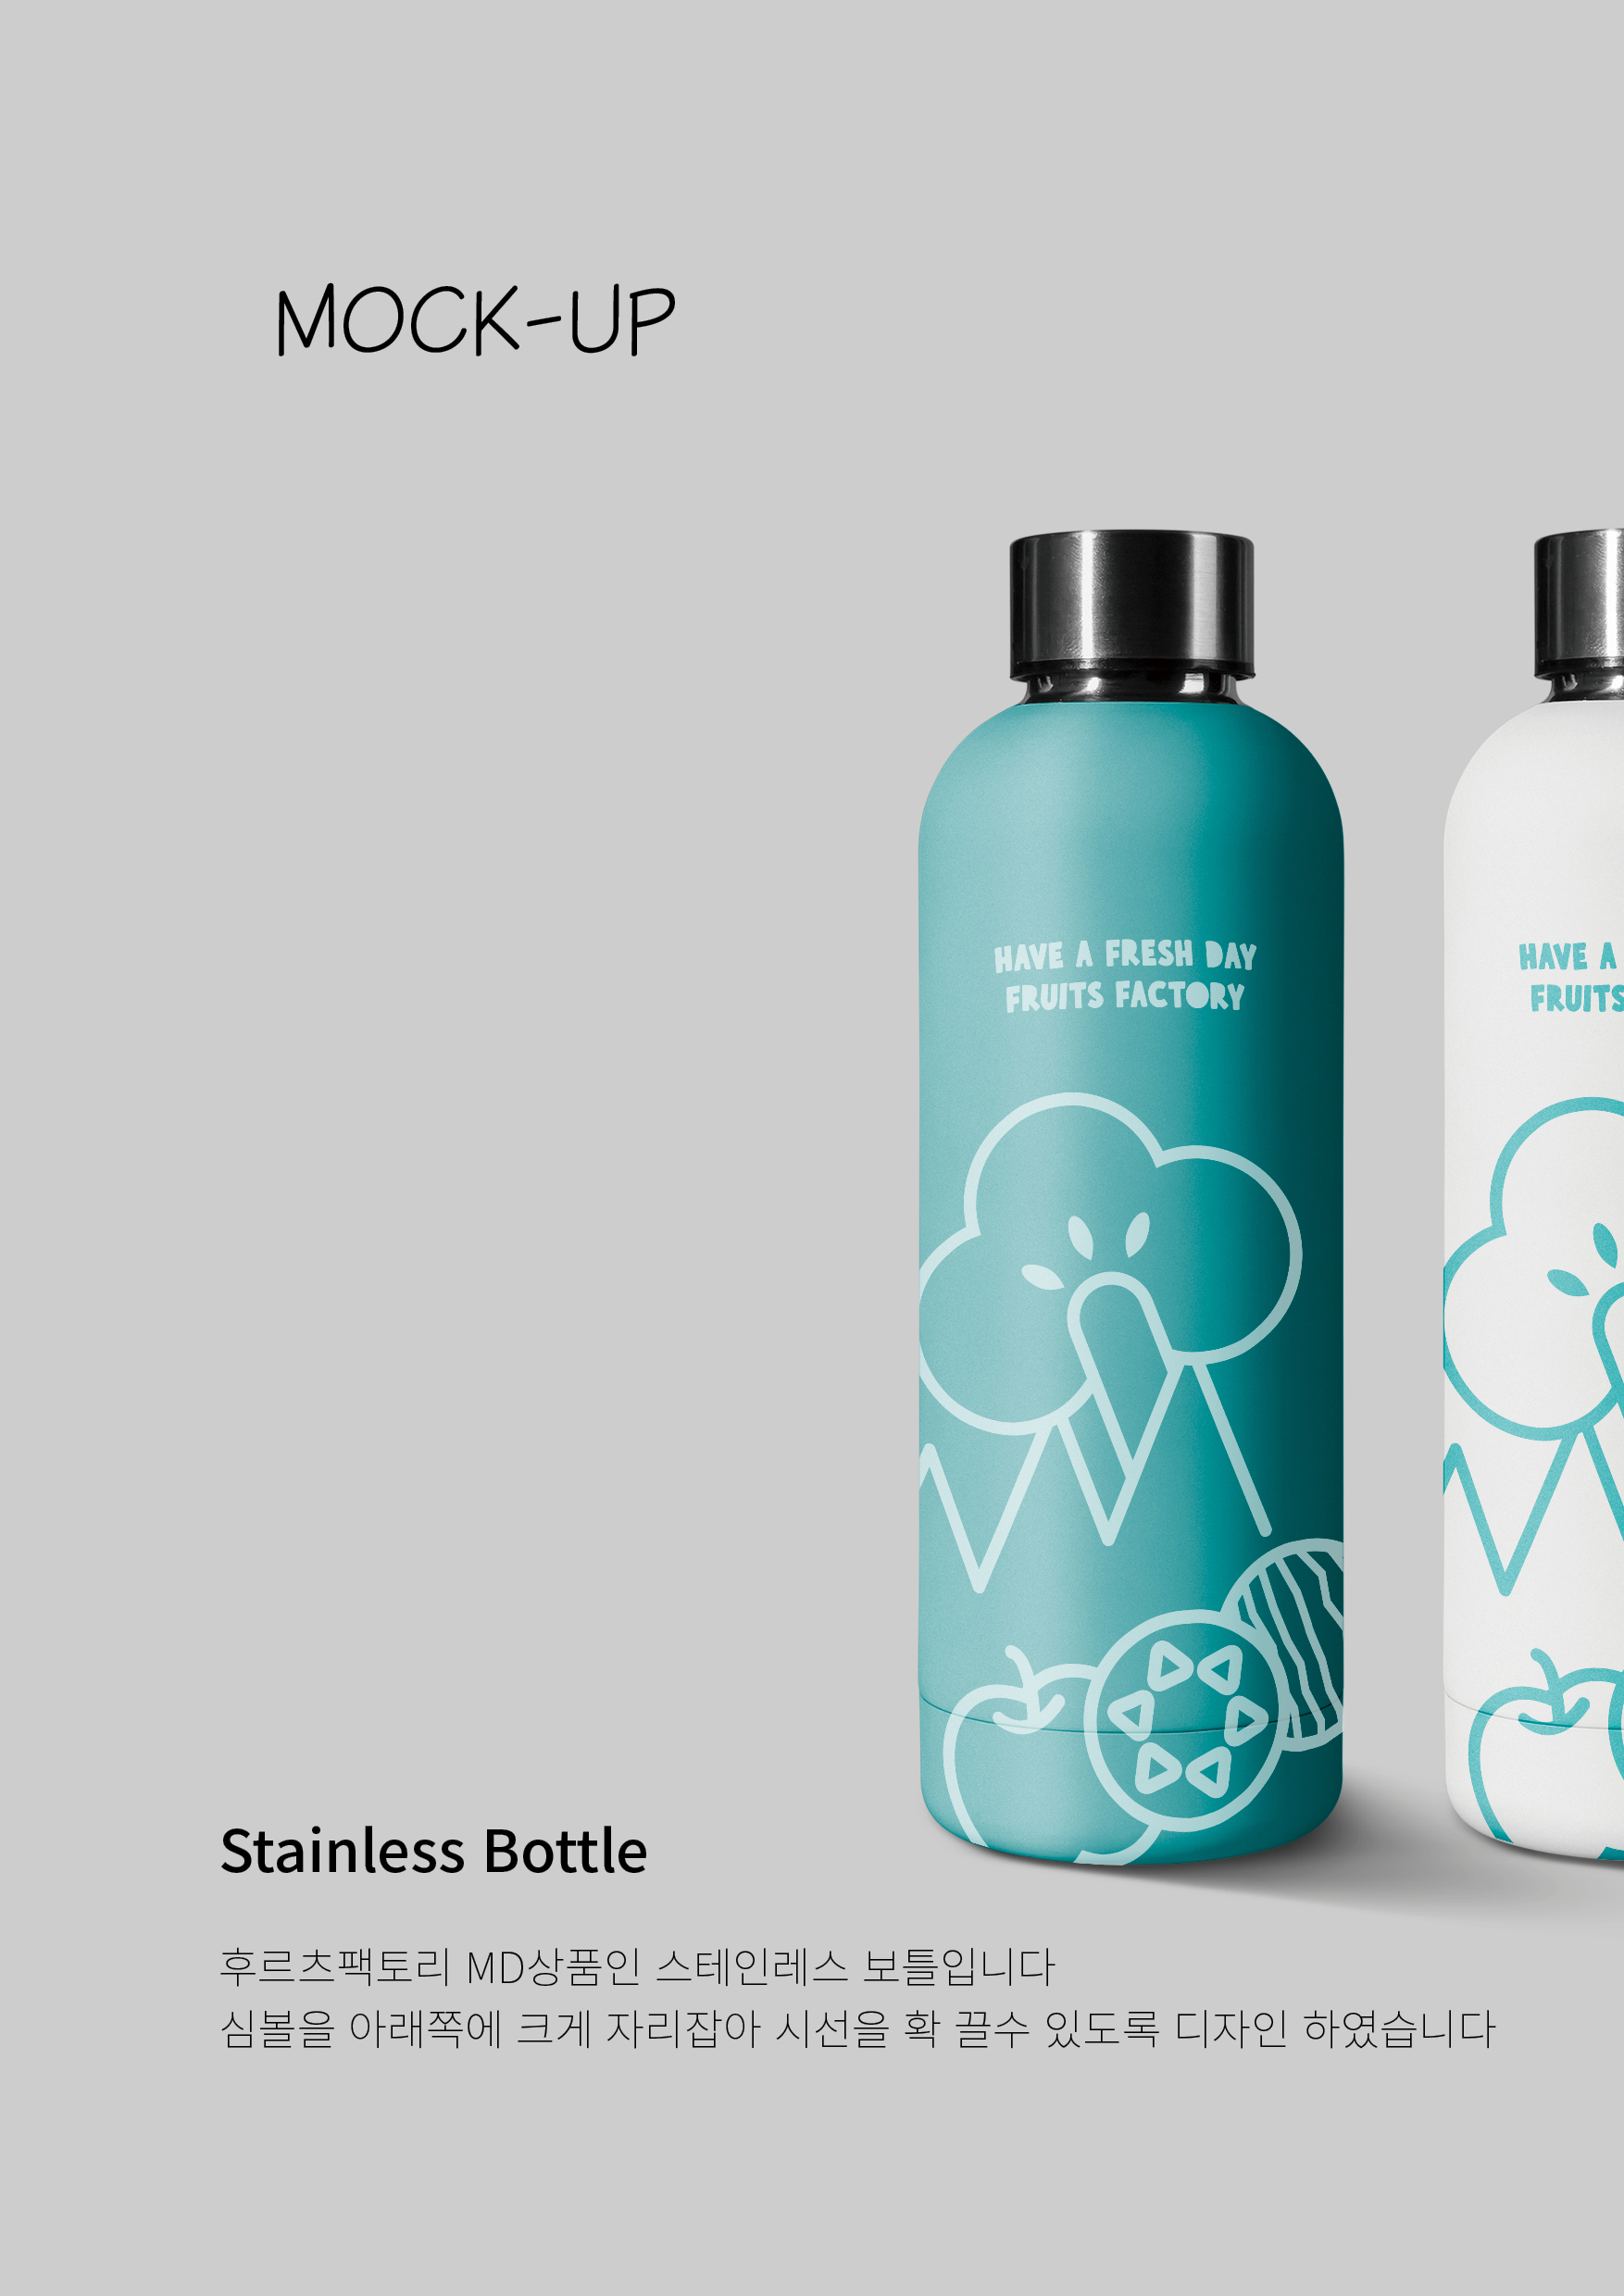 MOCK-UP
HAVE A FRESH DAY
FRUITS FACTORY
HAVE A
FRUITS
Stainless Bottle
후르츠팩토리 MD상품인 스테인레스 보틀입니다
심볼을 아래쪽에 크게 자리잡아 시선을 확 끌수 있도록 디자인 하였습니다